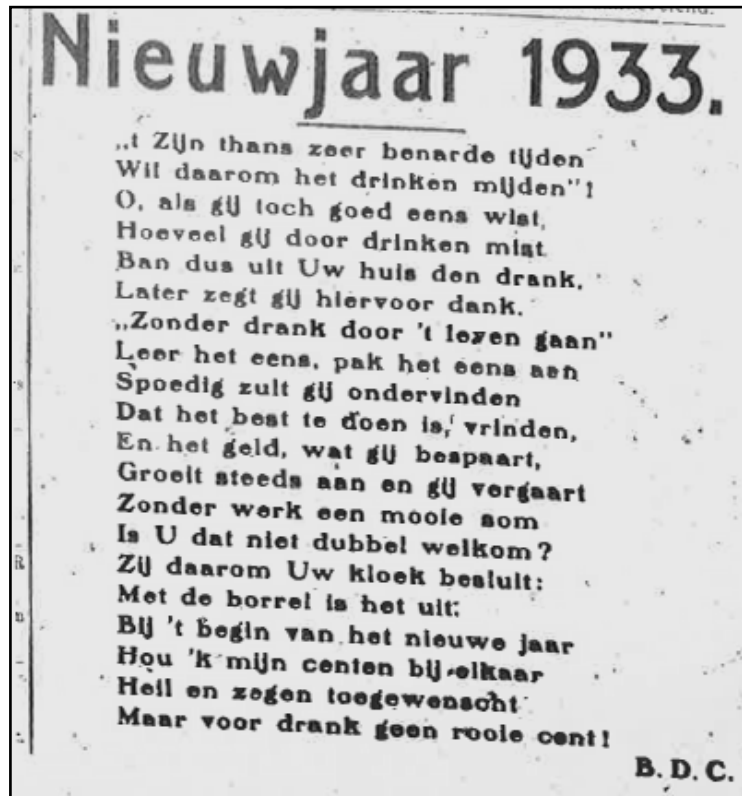 Nieuwjaar 1933.
„t Zijn thans zeer benarde tijden
Wil daarom het drinken mijden"!
O, als gij toch goed eens wist,
Hoeveel gij door drinken mist
Ban dus uit Uw huis den drank,
Later zegt gij hiervoor dank.
„Zonder drank door 't leven gaan"
Leer het eens, pak het eens aan
Spoedig zult gij ondervinden
Dat het best te doen is, vrinden,
En het geld, wat gij bespaart,
Groeit steeds aan en gij vergaart
Zonder werk een mooie som
Is U dat niet dubbel welkom?
Zij daarom Uw kloek besluit:
Met de borrel is het uit:
Bij 't begin van het nieuwe jaar
Hou 'k mijn centen bij elkaar
Heil en zegen toegewenscht
Maar voor drank geen rooie cent!
B. D. C.